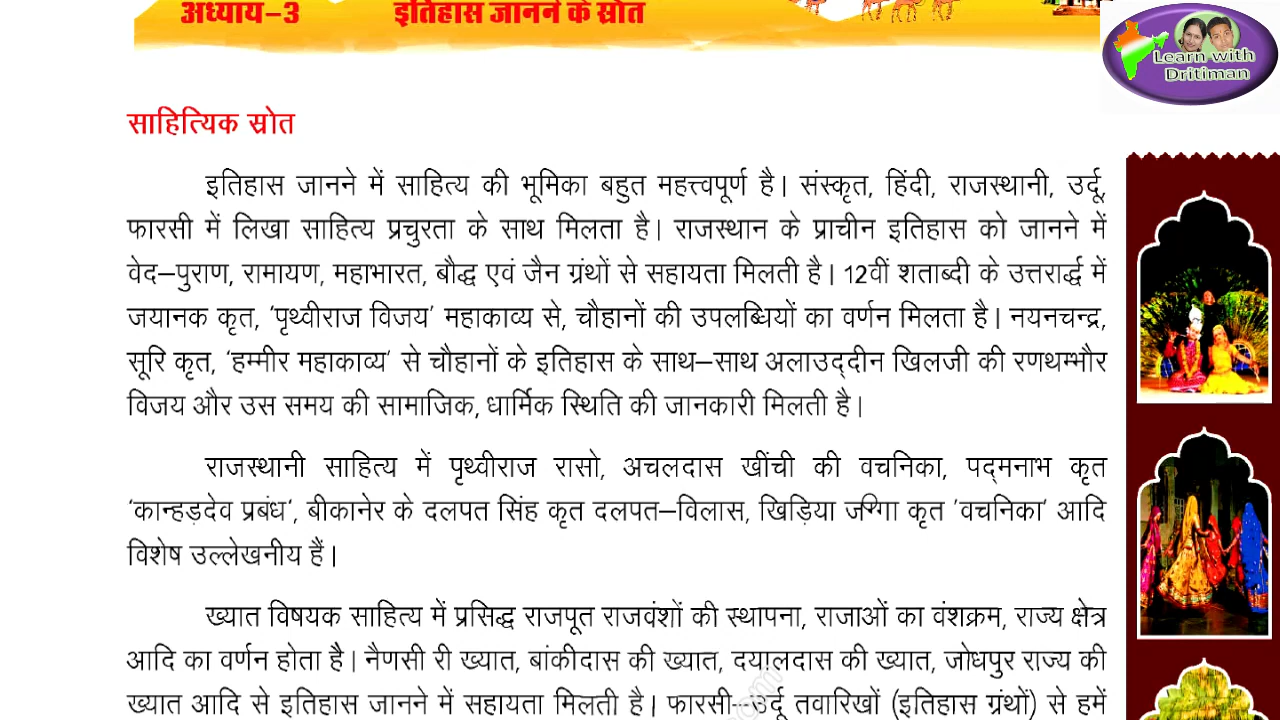 अध्याय–3 इतिहास जानने के स्रोत
Learn with
Dritiman
साहित्यिक स्रोत
इतिहास जानने में साहित्य की भूमिका बहुत महत्त्वपूर्ण है। संस्कृत, हिंदी, राजस्थानी, उर्दू,
फारसी में लिखा साहित्य प्रचुरता के साथ मिलता है। राजस्थान के प्राचीन इतिहास को जानने में
वेद–पुराण, रामायण, महाभारत, बौद्ध एवं जैन ग्रंथों से सहायता मिलती है। 12वीं शताब्दी के उत्तरार्द्ध में
जयानक कृत, 'पृथ्वीराज विजय' महाकाव्य से, चौहानों की उपलब्धियों का वर्णन मिलता है। नयनचन्द्र,
सूरि कृत, 'हम्मीर महाकाव्य' से चौहानों के इतिहास के साथ–साथ अलाउद्दीन खिलजी की रणथम्भौर
विजय और उस समय की सामाजिक, धार्मिक स्थिति की जानकारी मिलती है।
राजस्थानी साहित्य में पृथ्वीराज रासो, अचलदास खींची की वचनिका, पद्मनाभ कृत
'कान्हड़देव प्रबंध', बीकानेर के दलपत सिंह कृत दलपत–विलास, खिड़िया जग्गा कृत 'वचनिका' आदि
विशेष उल्लेखनीय हैं।
ख्यात विषयक साहित्य में प्रसिद्ध राजपूत राजवंशों की स्थापना, राजाओं का वंशक्रम, राज्य क्षेत्र
आदि का वर्णन होता है। नैणसी री ख्यात, बांकीदास की ख्यात, दयालदास की ख्यात, जोधपुर राज्य की
ख्यात आदि से इतिहास जानने में सहायता मिलती है। फारसी–उर्दू तवारिखों (इतिहास ग्रंथों) से हमें